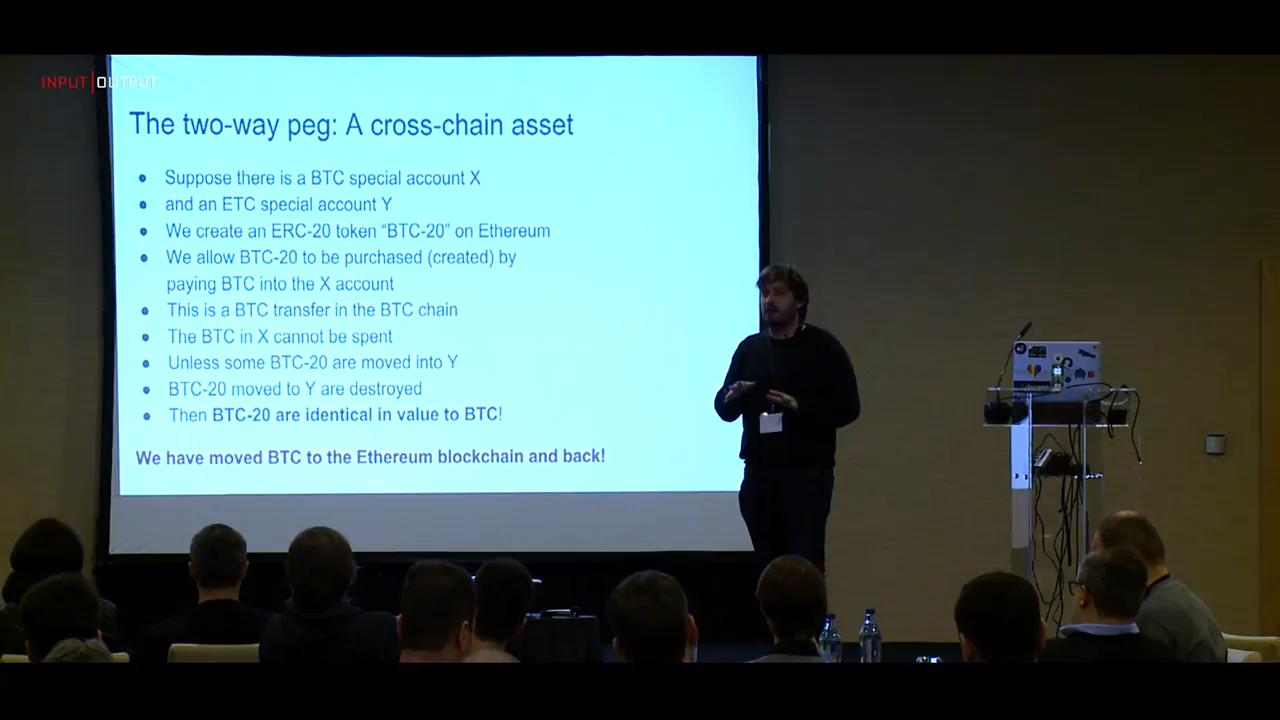 INPUT|OUTPUT
The two-way peg: A cross-chain asset
Suppose there is a BTC special account X
and an ETC special account Y
We create an ERC-20 token “BTC-20” on Ethereum
We allow BTC-20 to be purchased (created) by
paying BTC into the X account
This is a BTC transfer in the BTC chain
The BTC in X cannot be spent
Unless some BTC-20 are moved into Y
BTC-20 moved to Y are destroyed
Then BTC-20 are identical in value to BTC!
We have moved BTC to the Ethereum blockchain and back!